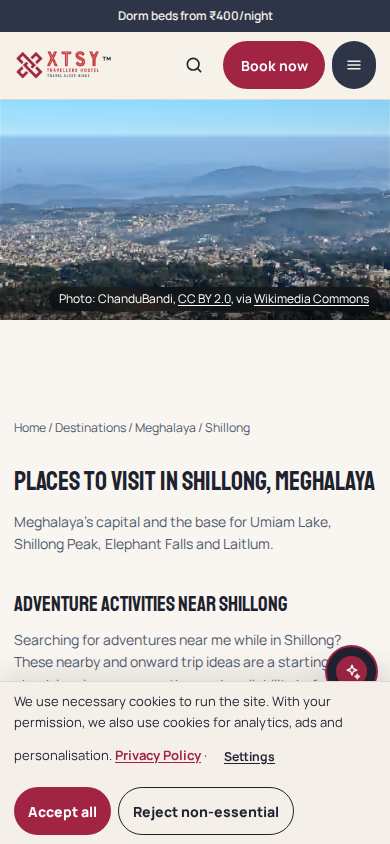 Dorm beds from ₹400/night
XTSY™
TRAVELLERS HOSTEL
TRAVEL SLEEP BINGE
Book now
Photo: ChanduBandi, CC BY 2.0, via Wikimedia Commons
Home / Destinations / Meghalaya / Shillong
PLACES TO VISIT IN SHILLONG, MEGHALAYA
Meghalaya's capital and the base for Umiam Lake,
Shillong Peak, Elephant Falls and Laitlum.
ADVENTURE ACTIVITIES NEAR SHILLONG
Searching for adventures near me while in Shillong?
These nearby and onward trip ideas are a starting
We use necessary cookies to run the site. With your
permission, we also use cookies for analytics, ads and
personalisation. Privacy Policy · Settings
Accept all
Reject non-essential